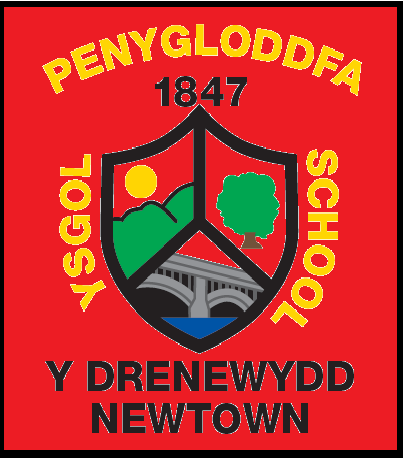 PENYGLODDFA
1847
YSGOL
SCHOOL
Y DRENEWYDD
NEWTOWN